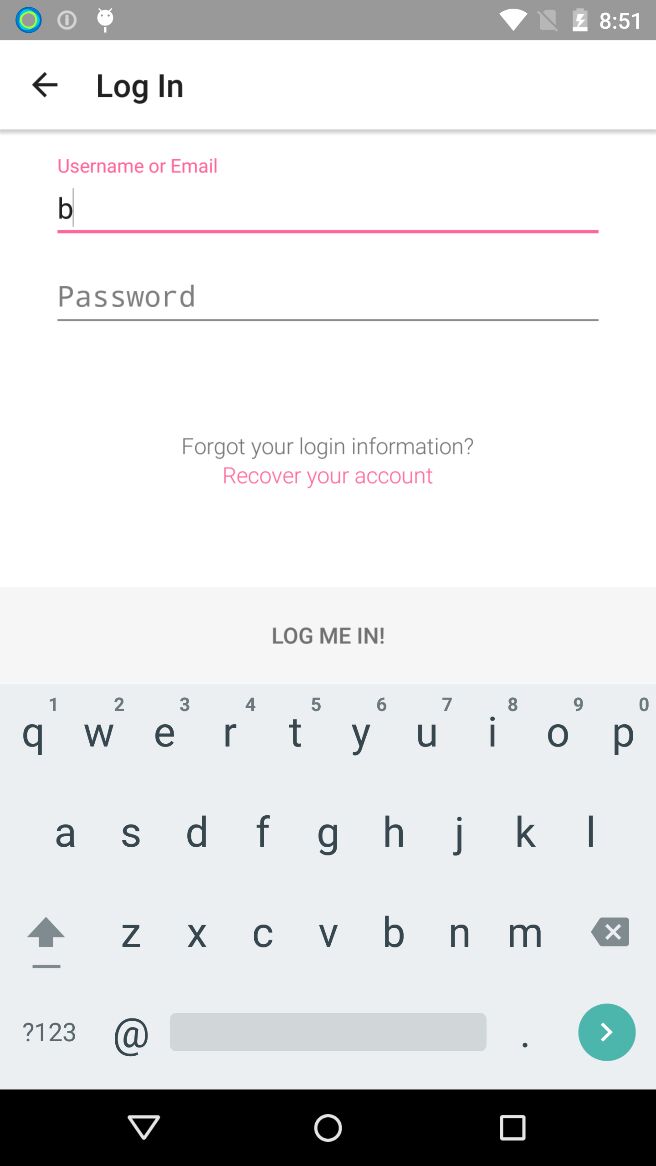 8:51
Log In
Username or Email
b
Password
Forgot your login information?
Recover your account
LOG ME IN!
1 2 3 4 5 6 7 8 9 0
q w e r t y u i o p
a s d f g h j k l
z x c v b n m
?123 @ .